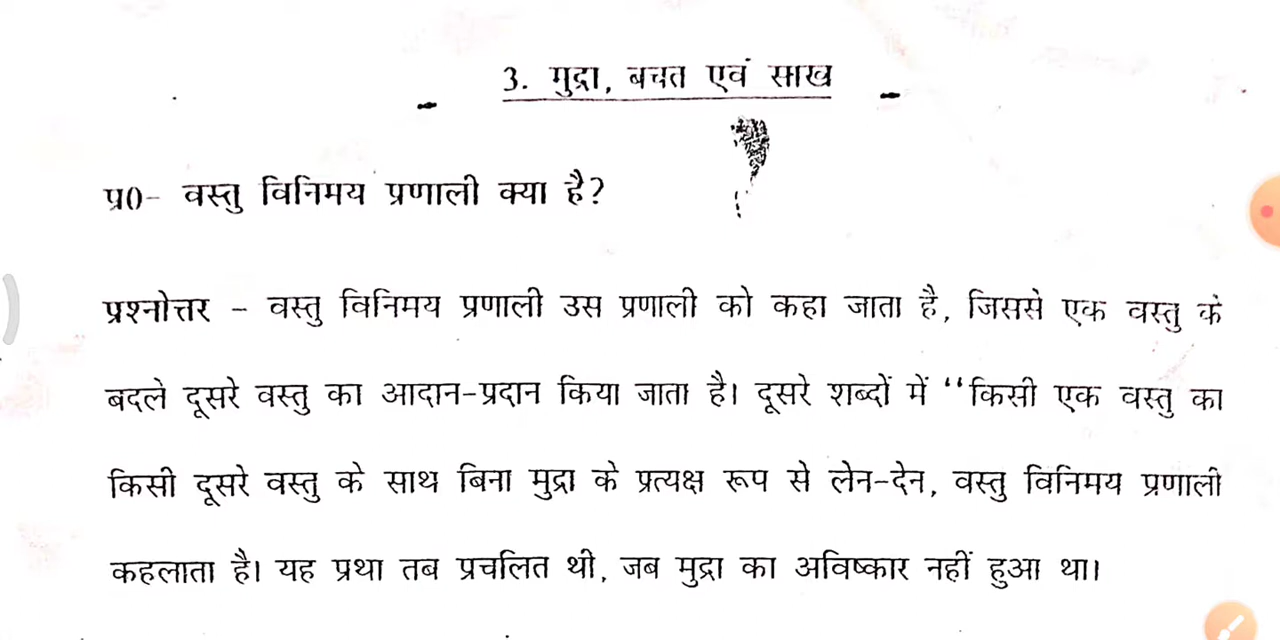 3. मुद्रा, बचत एवं साख
प्र0- वस्तु विनिमय प्रणाली क्या है?
प्रश्नोत्तर - वस्तु विनिमय प्रणाली उस प्रणाली को कहा जाता है, जिससे एक वस्तु के
बदले दूसरे वस्तु का आदान-प्रदान किया जाता है। दूसरे शब्दों में “किसी एक वस्तु का
किसी दूसरे वस्तु के साथ बिना मुद्रा के प्रत्यक्ष रूप से लेन-देन, वस्तु विनिमय प्रणाली
कहलाता है। यह प्रथा तब प्रचलित थी, जब मुद्रा का अविष्कार नहीं हुआ था।